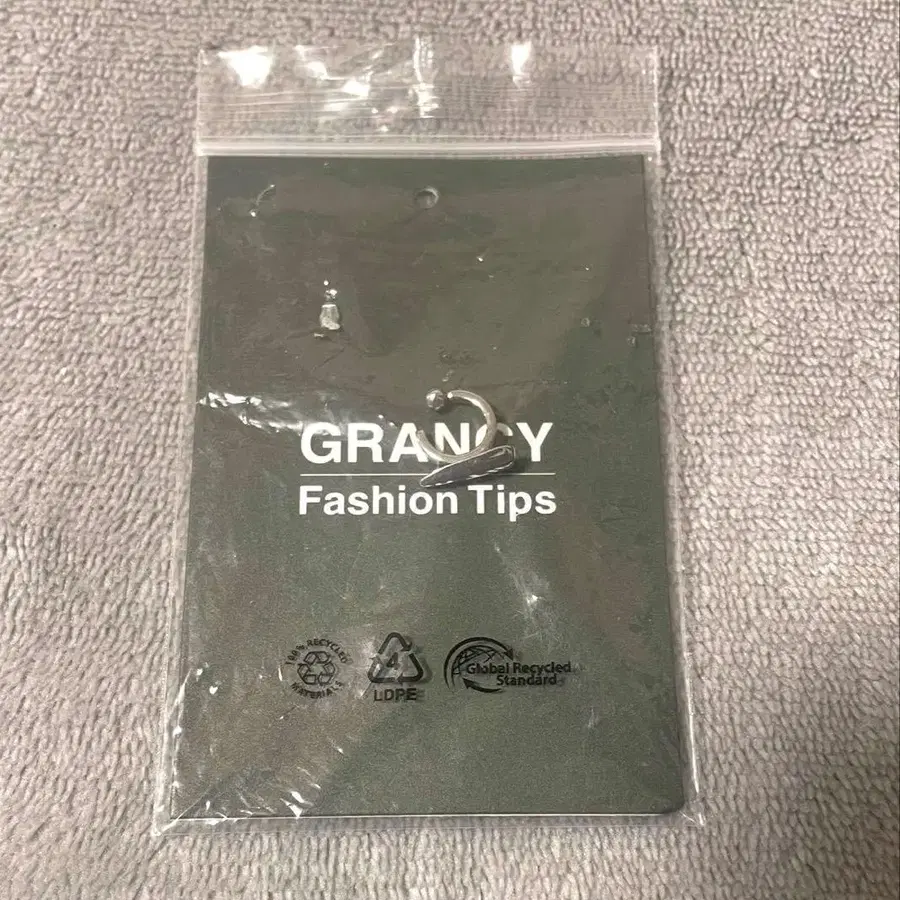 GRANCY
Fashion Tips
100% RECYCLED MATERIALS
4
LDPE
Global Recycled
Standard